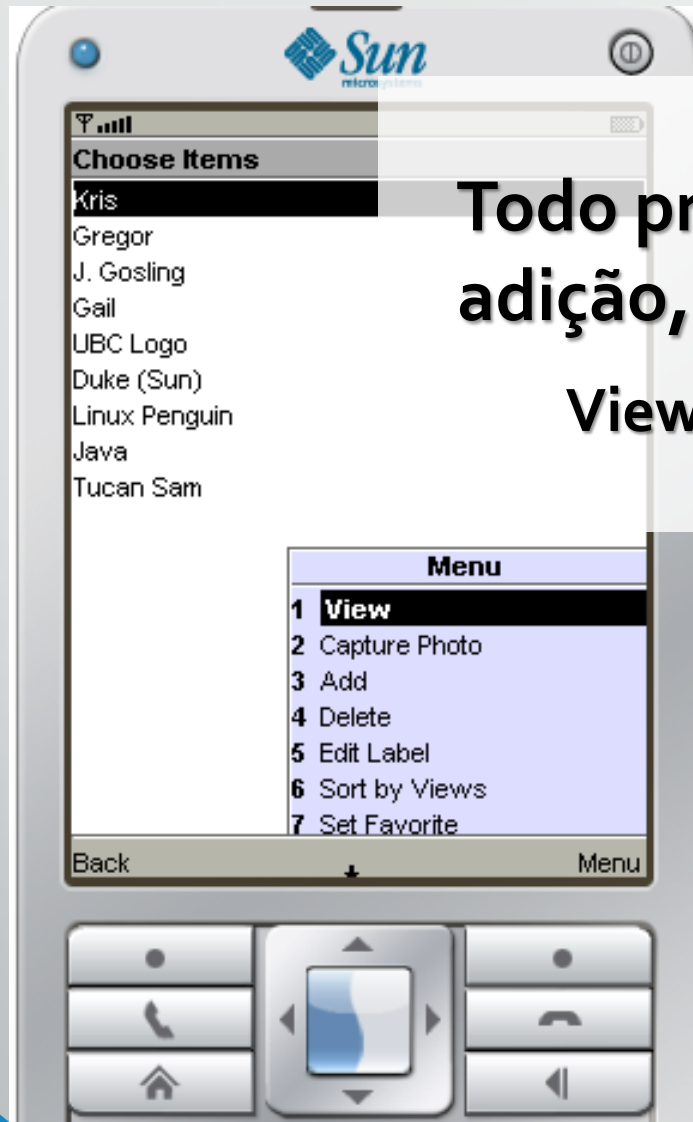 Sun
microsystems
Choose Items
Kris
Gregor
J. Gosling
Gail
UBC Logo
Duke (Sun)
Linux Penguin
Java
Tucan Sam
Todo pr
adição,
View
Menu
1 View
2 Capture Photo
3 Add
4 Delete
5 Edit Label
6 Sort by Views
7 Set Favorite
Back Menu